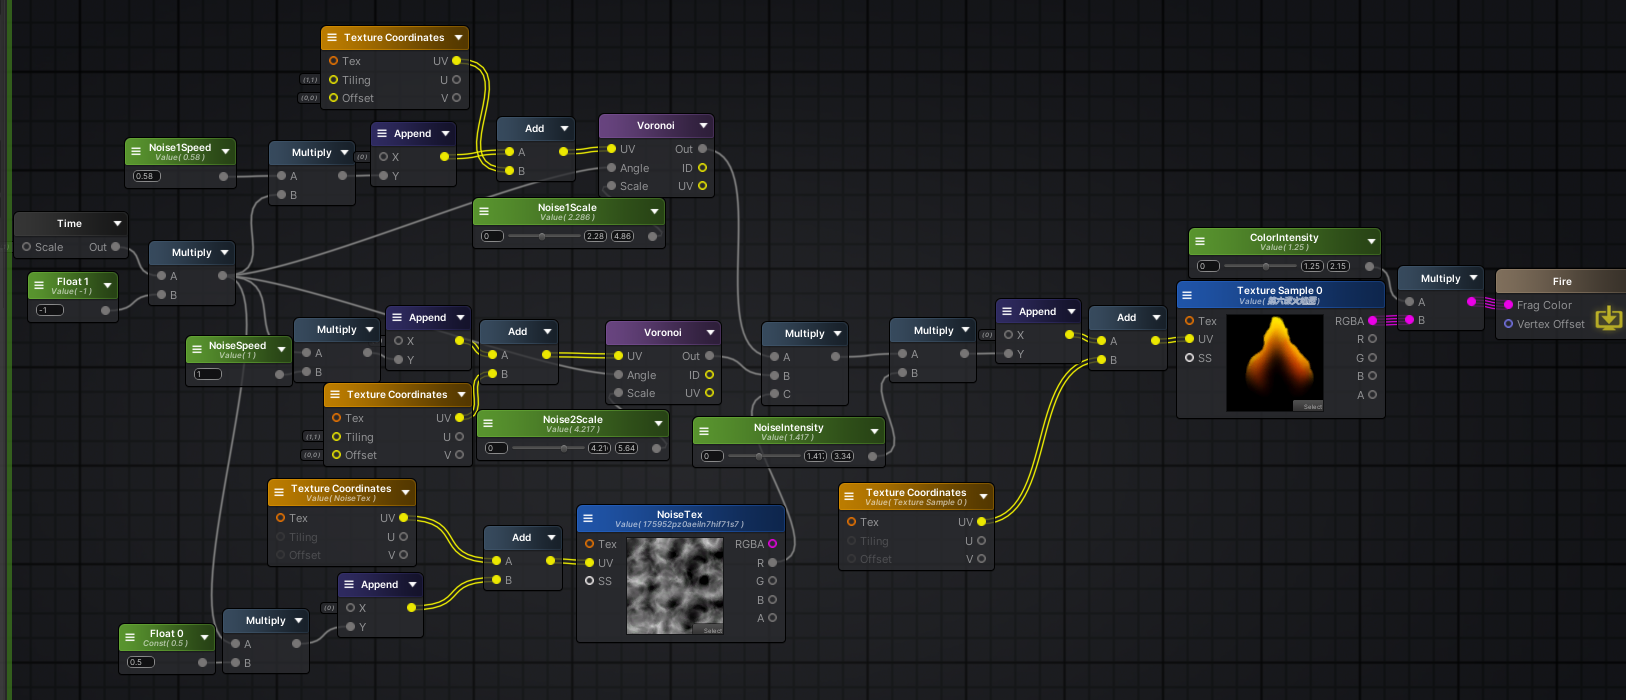 Texture Coordinates
Tex UV
(1,1) Tiling U
(0,0) Offset V
Noise1Speed
Value( 0.58 )
0.58
Multiply
A
B
Append
(0) X
Y
Add
A
B
Voronoi
UV Out
Angle ID
Scale UV
Noise1Scale
Value( 2.286 )
0 2.28 4.86
Time
Scale Out
Float 1
Value( -1 )
-1
Multiply
A
B
NoiseSpeed
Value( 1 )
1
Multiply
A
B
Append
X
Y
Add
A
B
Voronoi
UV Out
Angle ID
Scale UV
Texture Coordinates
Tex UV
(1,1) Tiling U
(0,0) Offset V
Noise2Scale
Value( 4.217 )
0 4.21 5.64
Multiply
A
B
C
NoiseIntensity
Value( 1.417 )
0 1.41 3.34
Multiply
A
B
Append
(0) X
Y
Add
A
B
ColorIntensity
Value( 1.25 )
0 1.25 2.15
Texture Sample 0
Value(
Tex RGBA
UV R
SS G
B
A
Select
Multiply
A
B
Fire
Frag Color
Vertex Offset
Texture Coordinates
Value( NoiseTex )
Tex UV
Tiling U
Offset V
Append
(0) X
Y
Float 0
Const( 0.5 )
0.5
Multiply
A
B
Add
A
B
NoiseTex
Value( 175952pz0aeiln7hif71s7 )
Tex RGBA
UV R
SS G
B
A
Select
Texture Coordinates
Value( Texture Sample 0 )
Tex UV
Tiling U
Offset V